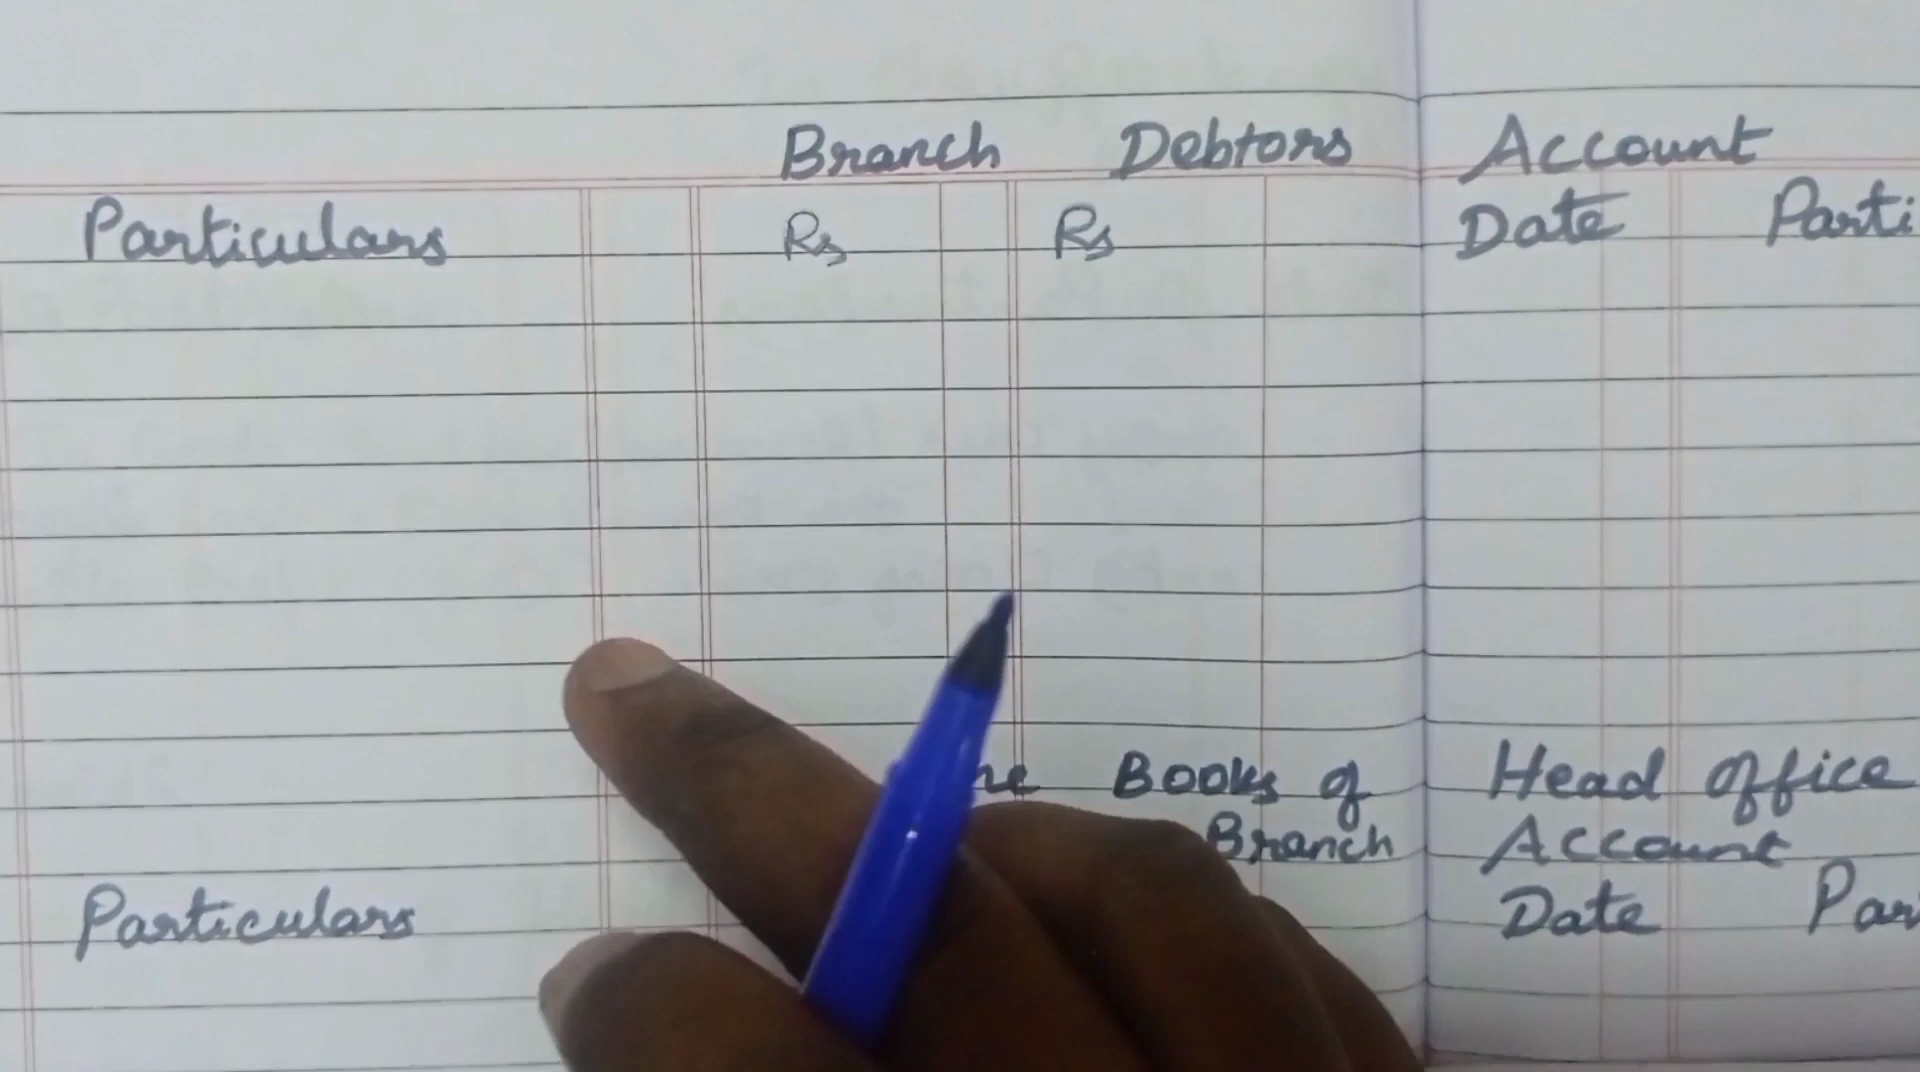 Branch Debtors Account
Particulars Rs Rs Date Parti
Books of Head office
Branch Account
Particulars Date Par